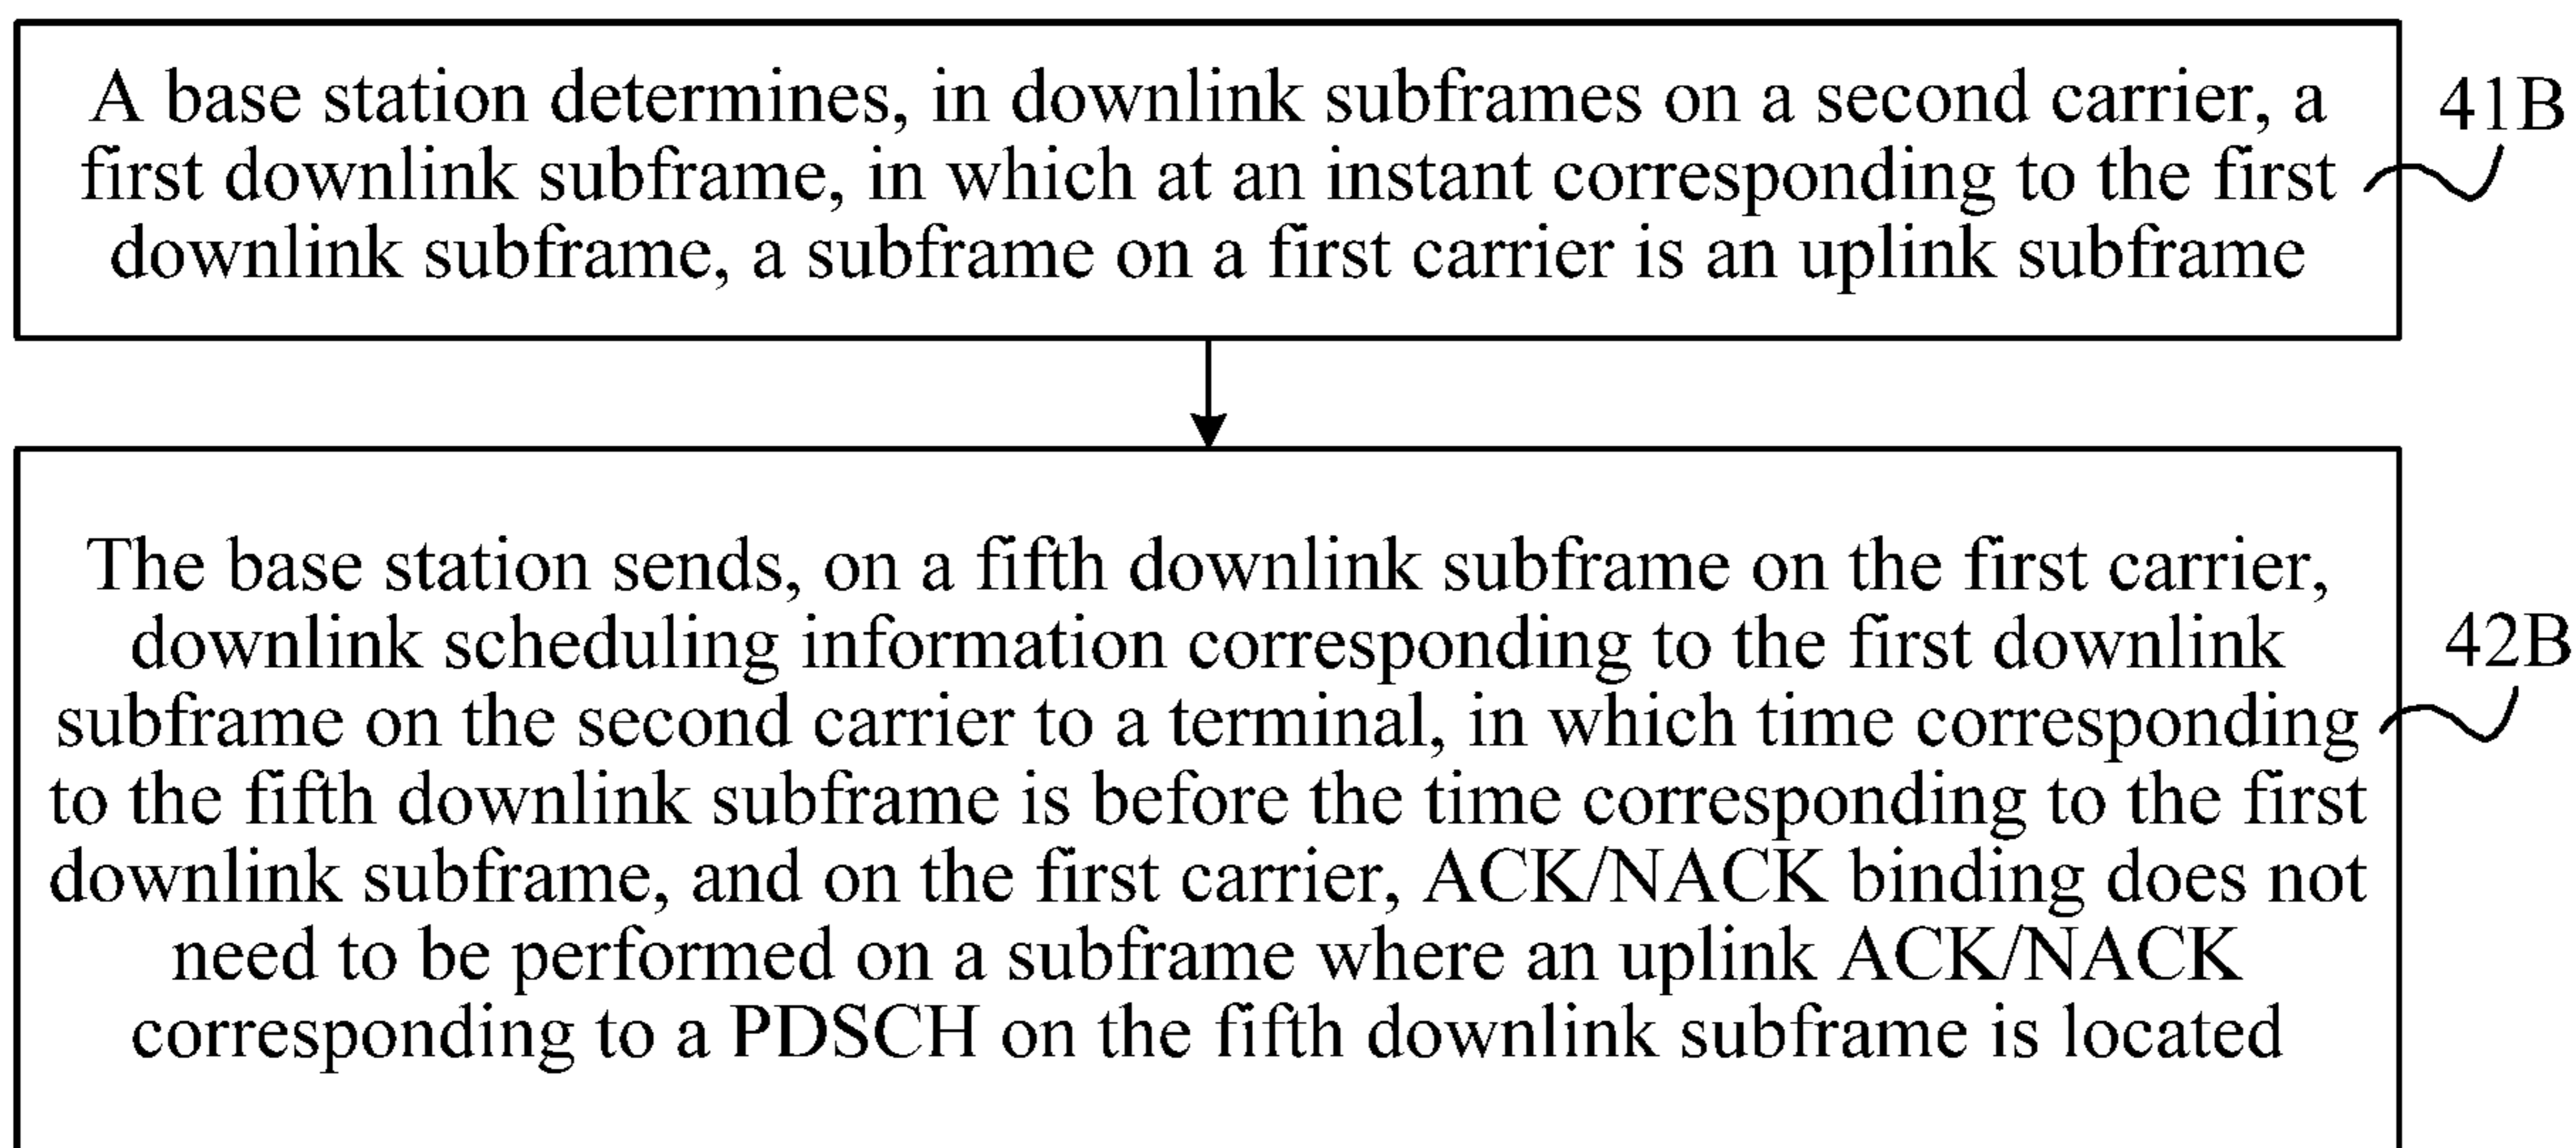 A base station determines, in downlink subframes on a second carrier, a
first downlink subframe, in which at an instant corresponding to the first
downlink subframe, a subframe on a first carrier is an uplink subframe
41B
The base station sends, on a fifth downlink subframe on the first carrier,
downlink scheduling information corresponding to the first downlink
subframe on the second carrier to a terminal, in which time corresponding
to the fifth downlink subframe is before the time corresponding to the first
downlink subframe, and on the first carrier, ACK/NACK binding does not
need to be performed on a subframe where an uplink ACK/NACK
corresponding to a PDSCH on the fifth downlink subframe is located
42B